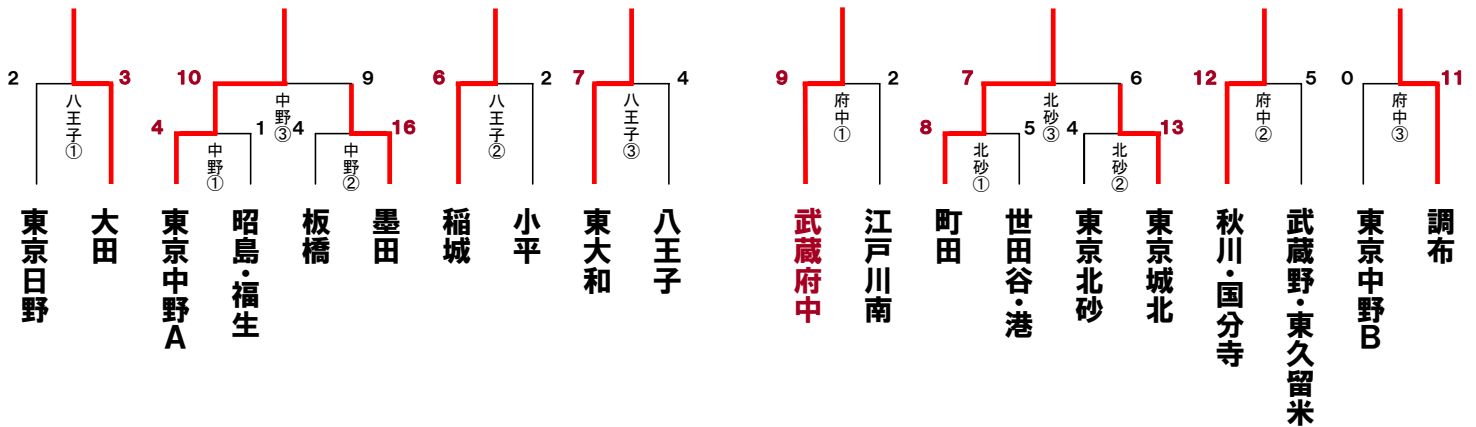 2
3
10
9
6
2
7
4
9
2
7
6
12
5
0
11
八王子①
中野③
八王子②
八王子③
府中①
北砂③
府中②
府中③
4
1
4
16
8
5
4
13
中野①
中野②
北砂①
北砂②
東京日野
大田
東京中野A
昭島・福生
板橋
墨田
稲城
小平
東大和
八王子
武蔵府中
江戸川南
町田
世田谷・港
東京北砂
東京城北
秋川・国分寺
武蔵野・東久留米
東京中野B
調布